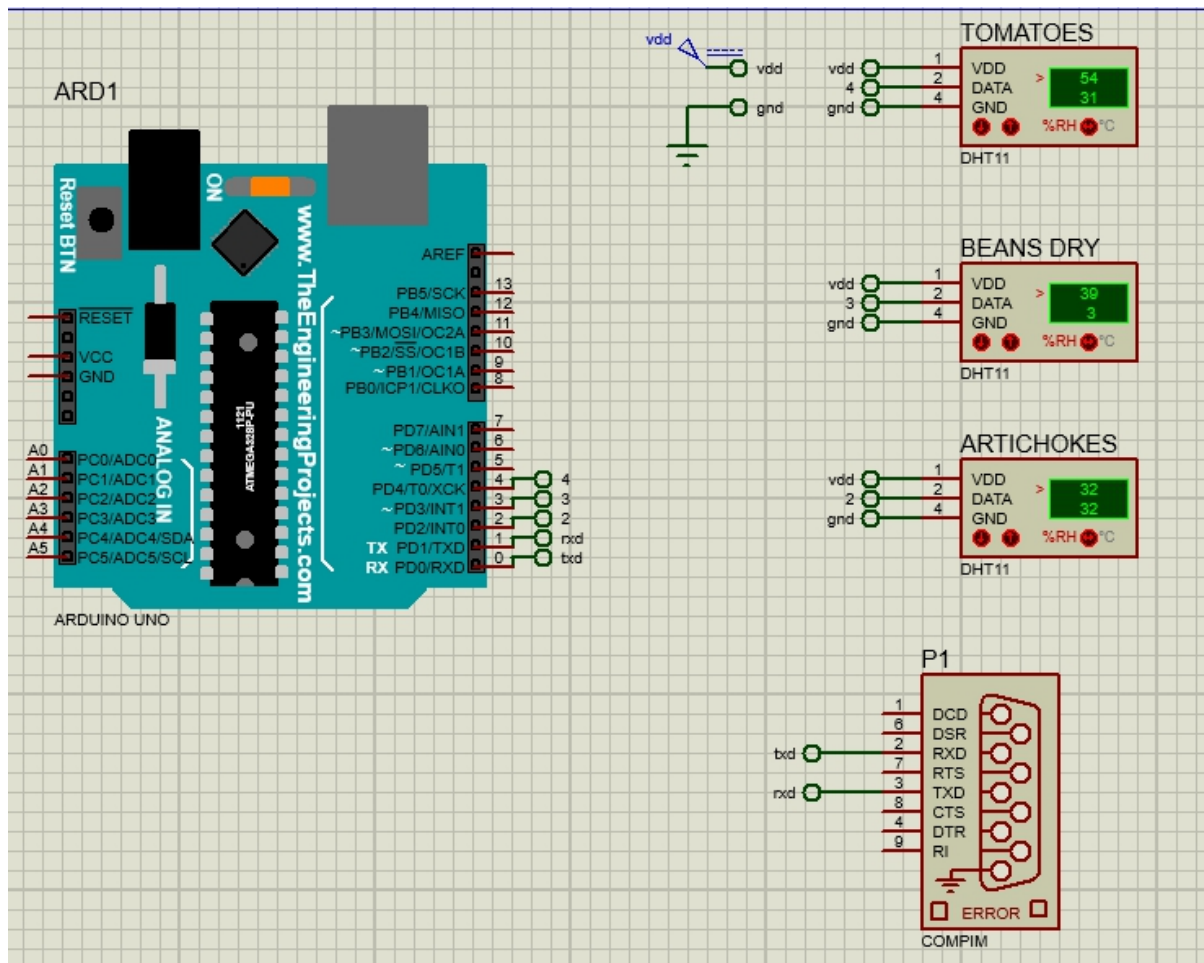 ARD1
Reset BTN
ON
www.TheEngineeringProjects.com
ANALOG IN
1121
ATMEGA328P-PU
RESET
VCC
GND
A0 PC0/ADC0
A1 PC1/ADC1
A2 PC2/ADC2
A3 PC3/ADC3
A4 PC4/ADC4/SDA
A5 PC5/ADC5/SCL
AREF
PB5/SCK 13
PB4/MISO 12
~PB3/MOSI/OC2A 11
~PB2/SS/OC1B 10
~PB1/OC1A 9
PB0/ICP1/CLKO 8
PD7/AIN1 7
~PD6/AIN0 6
~PD5/T1 5
PD4/T0/XCK 4 4
~PD3/INT1 3 3
PD2/INT0 2 2
TX PD1/TXD 1 rxd
RX PD0/RXD 0 txd
ARDUINO UNO
vdd
vdd
gnd
TOMATOES
vdd 1 VDD
4 2 DATA
gnd 4 GND
> 54
31
%RH °C
DHT11
BEANS DRY
vdd 1 VDD
3 2 DATA
gnd 4 GND
> 39
3
%RH °C
DHT11
ARTICHOKES
vdd 1 VDD
2 2 DATA
gnd 4 GND
> 32
32
%RH °C
DHT11
P1
1 DCD
6 DSR
txd 2 RXD
7 RTS
rxd 3 TXD
8 CTS
4 DTR
9 RI
ERROR
COMPIM